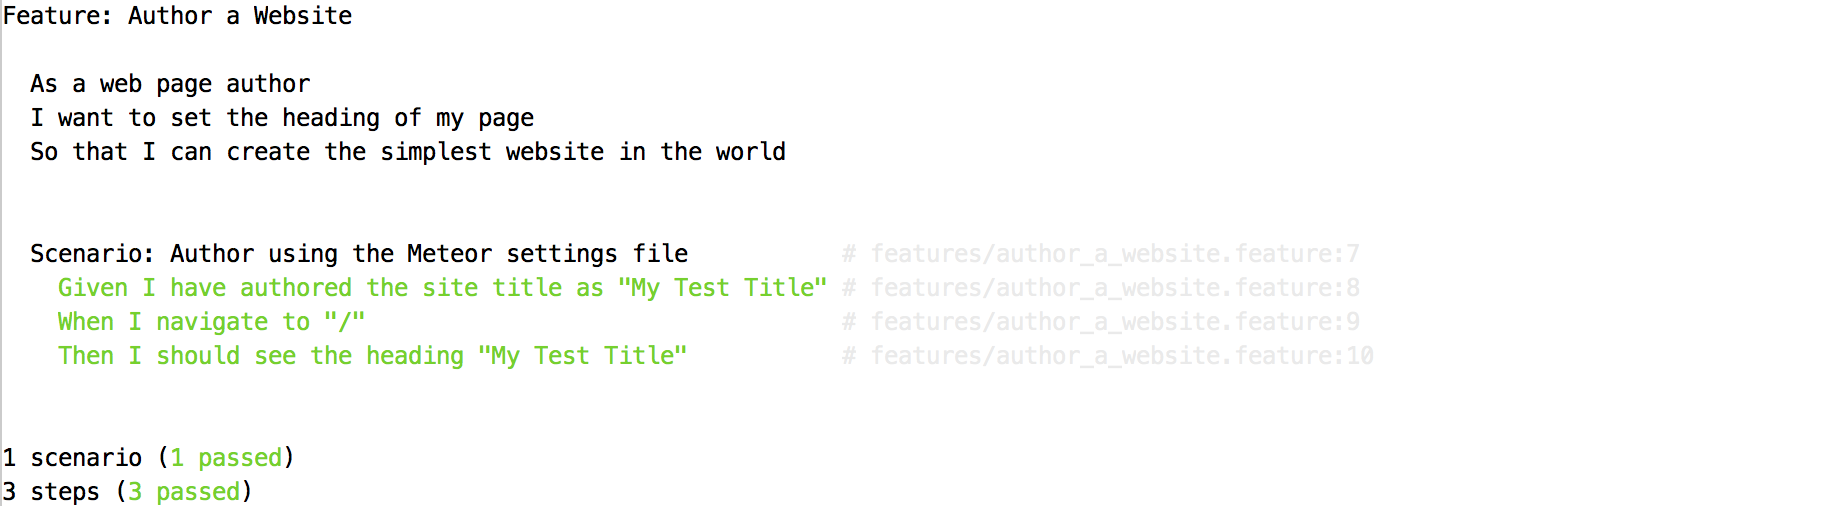 Feature: Author a Website
As a web page author
I want to set the heading of my page
So that I can create the simplest website in the world
Scenario: Author using the Meteor settings file # features/author_a_website.feature:7
Given I have authored the site title as "My Test Title" # features/author_a_website.feature:8
When I navigate to "/" # features/author_a_website.feature:9
Then I should see the heading "My Test Title" # features/author_a_website.feature:10
1 scenario (1 passed)
3 steps (3 passed)